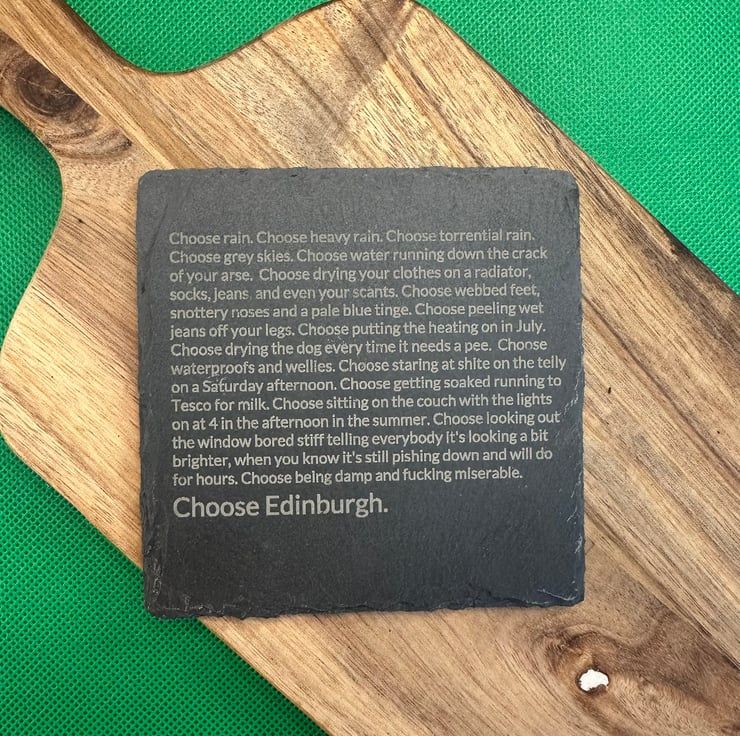 Choose rain. Choose heavy rain. Choose torrential rain.
Choose grey skies. Choose water running down the crack
of your arse.  Choose drying your clothes on a radiator,
socks, jeans, and even your scants. Choose webbed feet,
snottery noses and a pale blue tinge. Choose peeling wet
jeans off your legs. Choose putting the heating on in July.
Choose drying the dog every time it needs a pee.  Choose
waterproofs and wellies. Choose staring at shite on the telly
on a Saturday afternoon. Choose getting soaked running to
Tesco for milk. Choose sitting on the couch with the lights
on at 4 in the afternoon in the summer. Choose looking out
the window bored stiff telling everybody it's looking a bit
brighter, when you know it's still pishing down and will do
for hours. Choose being damp and fucking miserable.
Choose Edinburgh.